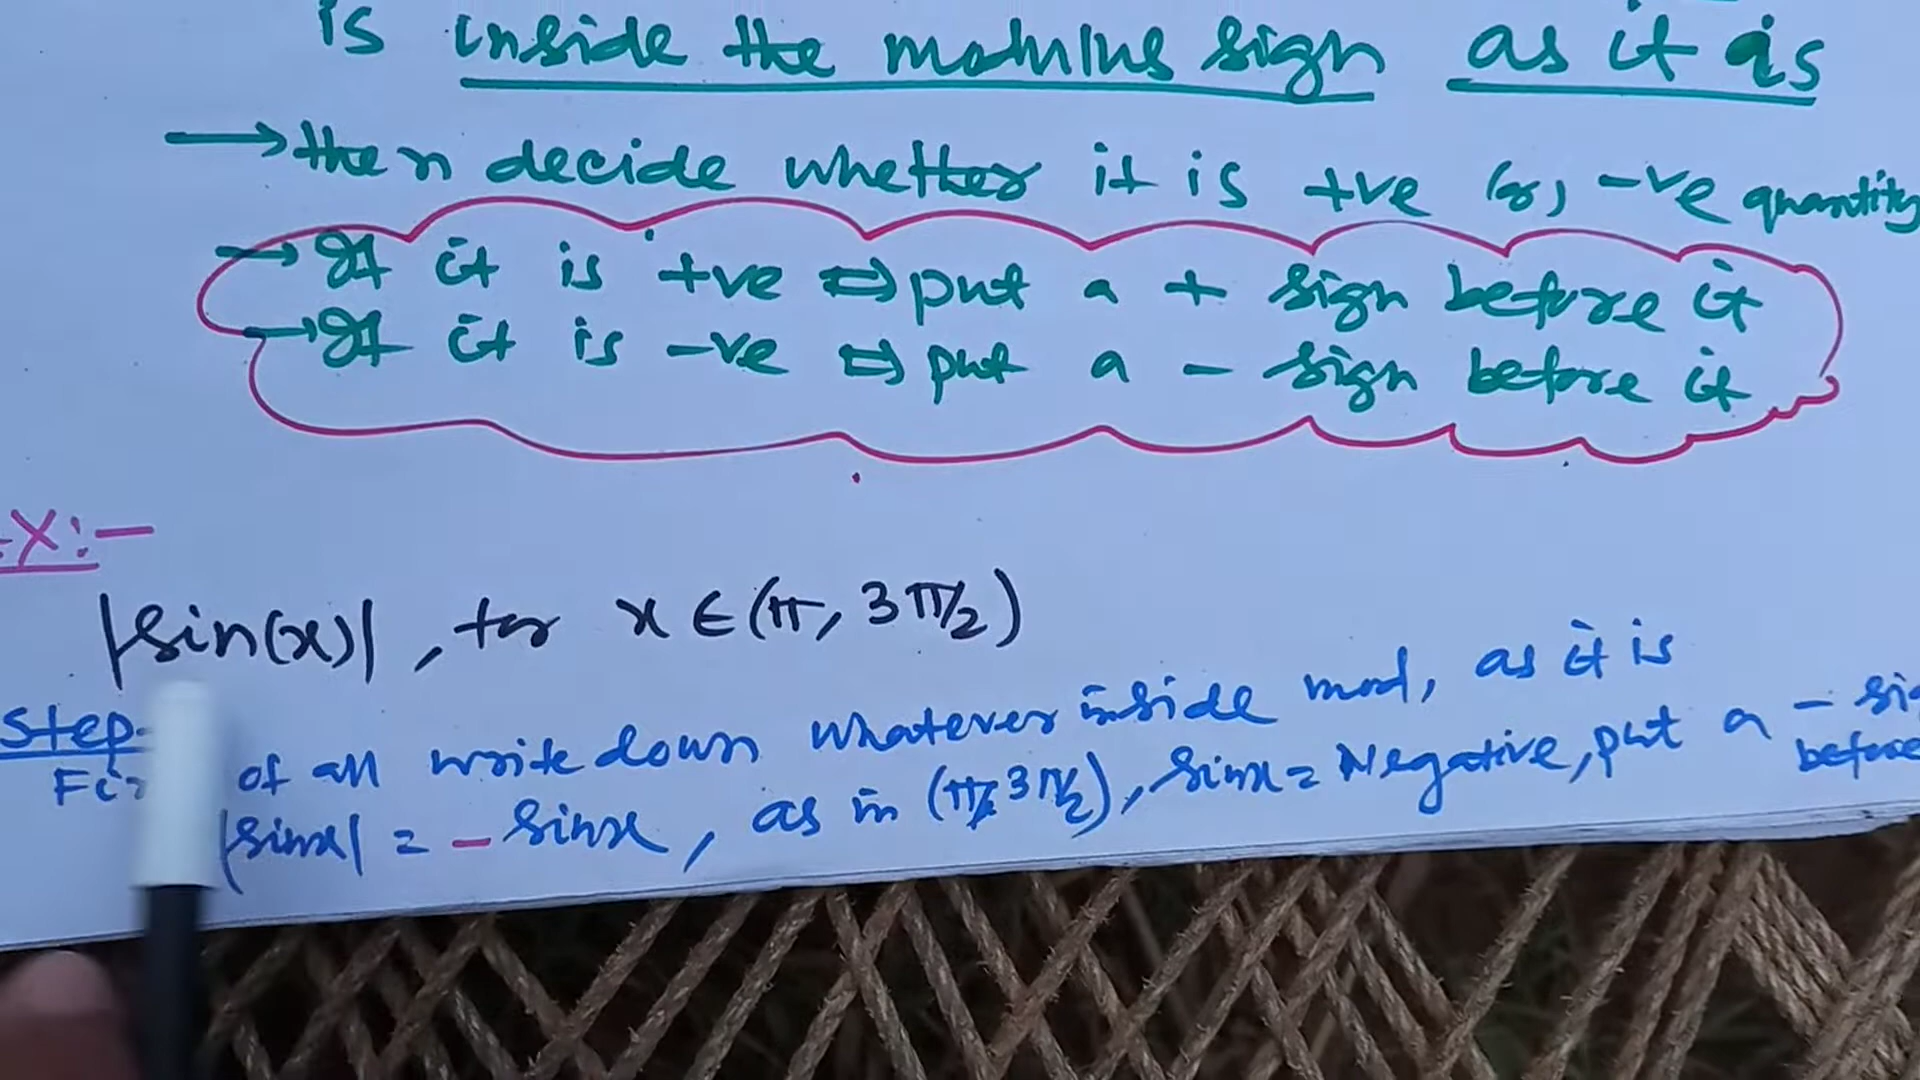 is inside the modulus sign as it is
→ then decide whether it is +ve (or) -ve quantity
→ If it is +ve ⇨ put a + sign before it
→ If it is -ve ⇨ put a - sign before it
EX:-
|sin(x)|, for x ∈ (π, 3π/2)
Step-
of all write down whatever inside mod, as it is
|sinx| = - sinx, as in (π, 3π/2), sinx = Negative, put a - sig
before